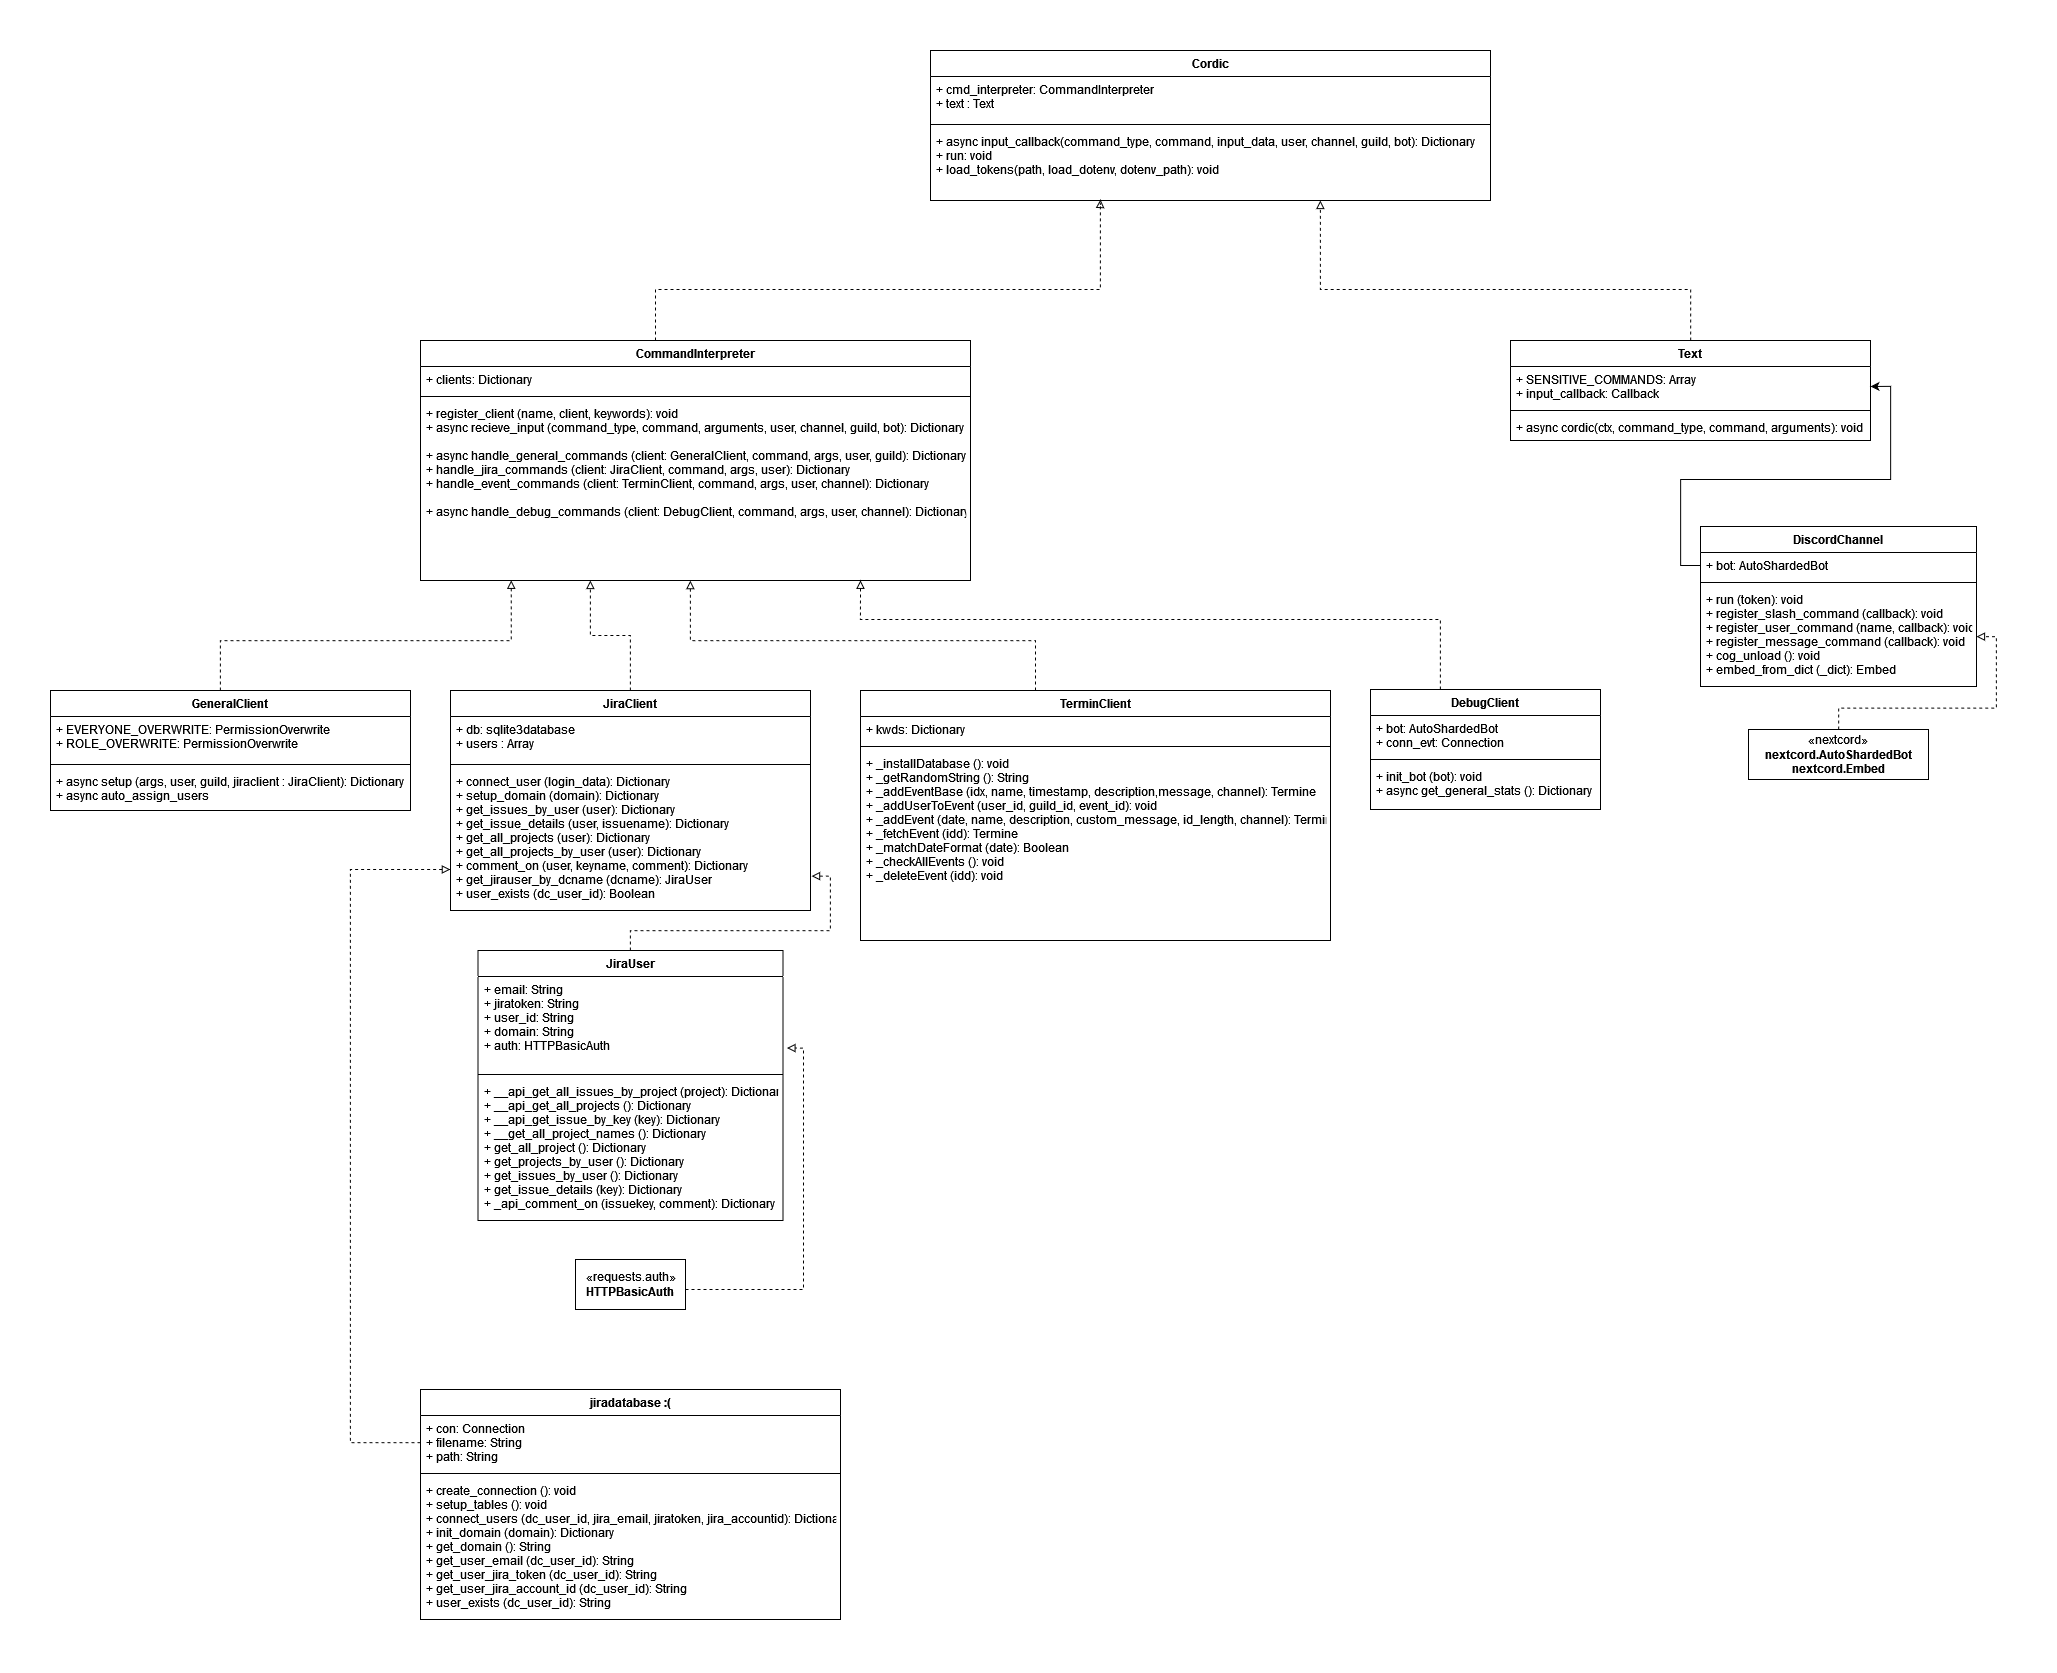 Cordic
+ cmd_interpreter: CommandInterpreter
+ text : Text
+ async input_callback(command_type, command, input_data, user, channel, guild, bot): Dictionary
+ run: void
+ load_tokens(path, load_dotenv, dotenv_path): void
CommandInterpreter
+ clients: Dictionary
+ register_client (name, client, keywords): void
+ async recieve_input (command_type, command, arguments, user, channel, guild, bot): Dictionary
+ async handle_general_commands (client: GeneralClient, command, args, user, guild): Dictionary
+ handle_jira_commands (client: JiraClient, command, args, user): Dictionary
+ handle_event_commands (client: TerminClient, command, args, user, channel): Dictionary
+ async handle_debug_commands (client: DebugClient, command, args, user, channel): Dictionary
Text
+ SENSITIVE_COMMANDS: Array
+ input_callback: Callback
+ async cordic(ctx, command_type, command, arguments): void
DiscordChannel
+ bot: AutoShardedBot
+ run (token): void
+ register_slash_command (callback): void
+ register_user_command (name, callback): void
+ register_message_command (callback): void
+ cog_unload (): void
+ embed_from_dict (_dict): Embed
«nextcord»
nextcord.AutoShardedBot
nextcord.Embed
GeneralClient
+ EVERYONE_OVERWRITE: PermissionOverwrite
+ ROLE_OVERWRITE: PermissionOverwrite
+ async setup (args, user, guild, jiraclient : JiraClient): Dictionary
+ async auto_assign_users
JiraClient
+ db: sqlite3database
+ users : Array
+ connect_user (login_data): Dictionary
+ setup_domain (domain): Dictionary
+ get_issues_by_user (user): Dictionary
+ get_issue_details (user, issuename): Dictionary
+ get_all_projects (user): Dictionary
+ get_all_projects_by_user (user): Dictionary
+ comment_on (user, keyname, comment): Dictionary
+ get_jirauser_by_dcname (dcname): JiraUser
+ user_exists (dc_user_id): Boolean
TerminClient
+ kwds: Dictionary
+ _installDatabase (): void
+ _getRandomString (): String
+ _addEventBase (idx, name, timestamp, description,message, channel): Termine
+ _addUserToEvent (user_id, guild_id, event_id): void
+ _addEvent (date, name, description, custom_message, id_length, channel): Termi
+ _fetchEvent (idd): Termine
+ _matchDateFormat (date): Boolean
+ _checkAllEvents (): void
+ _deleteEvent (idd): void
DebugClient
+ bot: AutoShardedBot
+ conn_evt: Connection
+ init_bot (bot): void
+ async get_general_stats (): Dictionary
JiraUser
+ email: String
+ jiratoken: String
+ user_id: String
+ domain: String
+ auth: HTTPBasicAuth
+ __api_get_all_issues_by_project (project): Dictionar
+ __api_get_all_projects (): Dictionary
+ __api_get_issue_by_key (key): Dictionary
+ __get_all_project_names (): Dictionary
+ get_all_project (): Dictionary
+ get_projects_by_user (): Dictionary
+ get_issues_by_user (): Dictionary
+ get_issue_details (key): Dictionary
+ _api_comment_on (issuekey, comment): Dictionary
«requests.auth»
HTTPBasicAuth
jiradatabase :(
+ con: Connection
+ filename: String
+ path: String
+ create_connection (): void
+ setup_tables (): void
+ connect_users (dc_user_id, jira_email, jiratoken, jira_accountid): Dictiona
+ init_domain (domain): Dictionary
+ get_domain (): String
+ get_user_email (dc_user_id): String
+ get_user_jira_token (dc_user_id): String
+ get_user_jira_account_id (dc_user_id): String
+ user_exists (dc_user_id): String